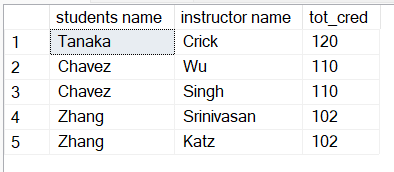 students name instructor name tot_cred
1 Tanaka Crick 120
2 Chavez Wu 110
3 Chavez Singh 110
4 Zhang Srinivasan 102
5 Zhang Katz 102